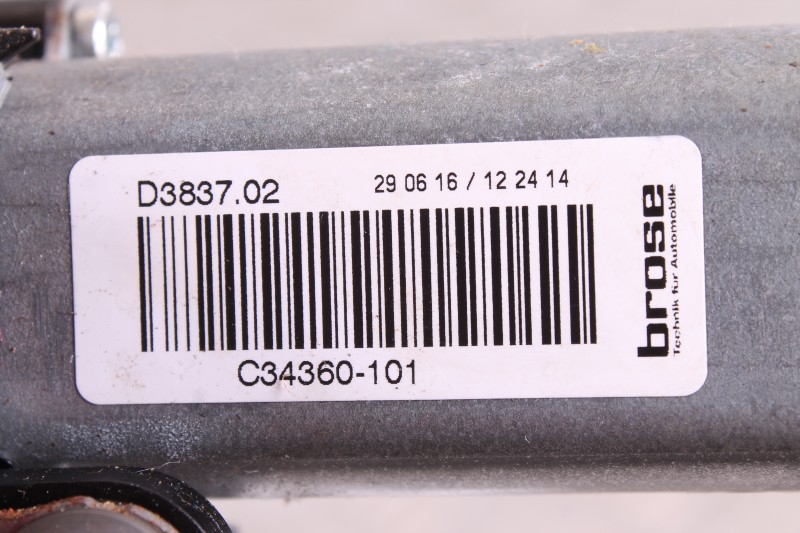 D3837.02
29 06 16 / 12 24 14
C34360-101
brose
Technik für Automobile